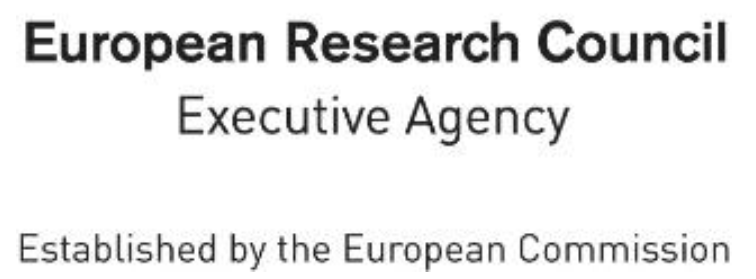 European Research Council
Executive Agency
Established by the European Commission